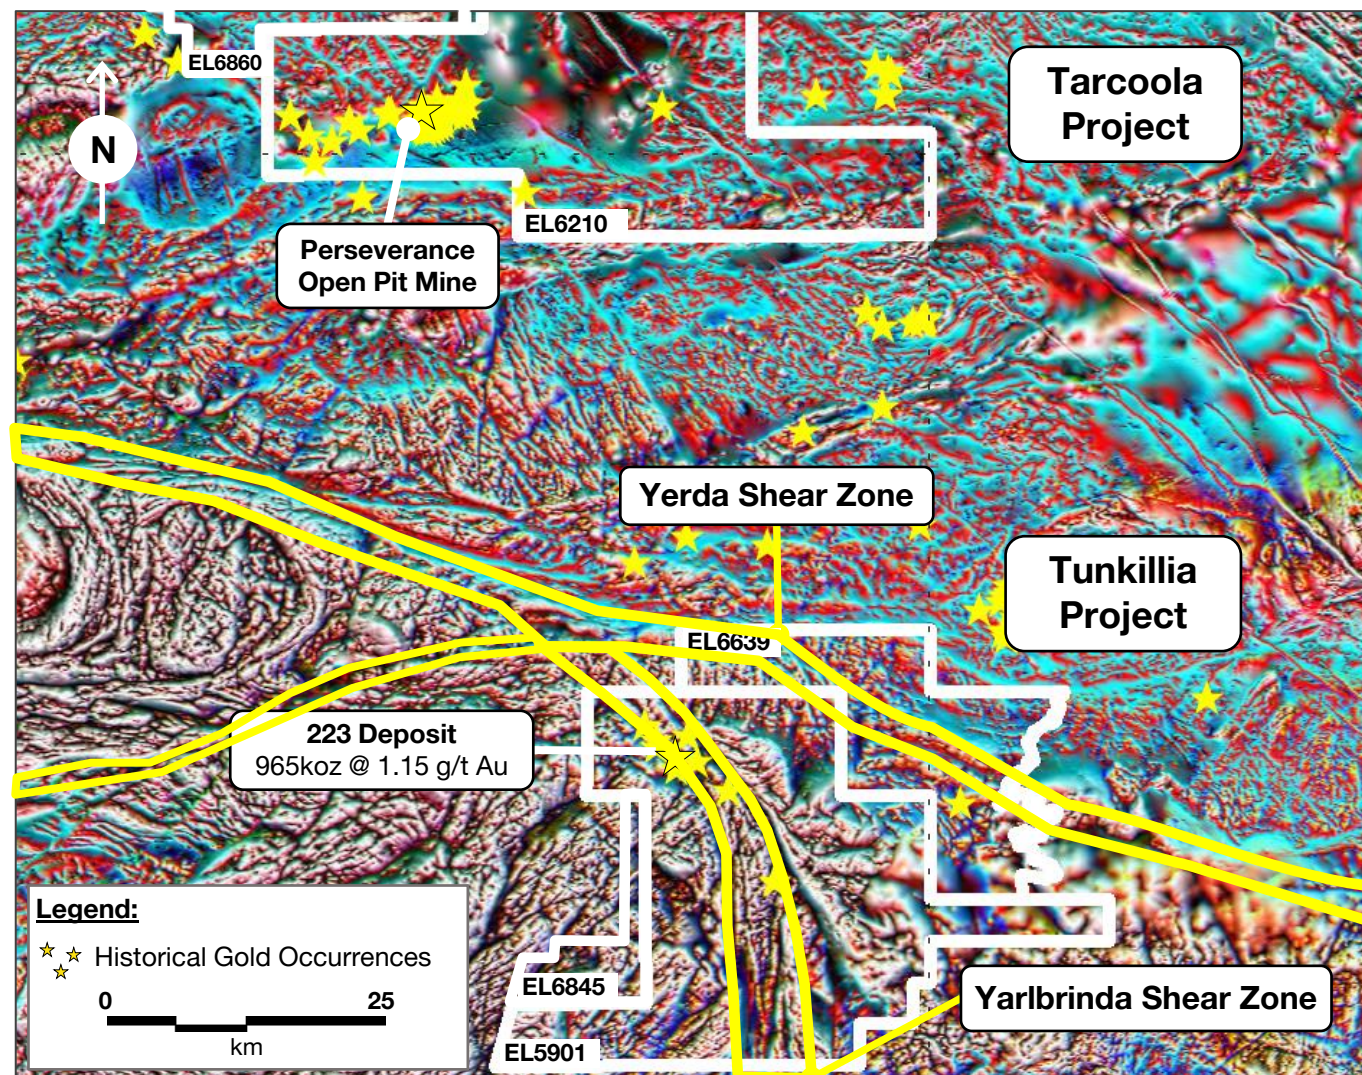 EL6860
Tarcoola
Project
N
EL6210
Perseverance
Open Pit Mine
Yerda Shear Zone
Tunkillia
Project
EL6639
223 Deposit
965koz @ 1.15 g/t Au
Legend:
Historical Gold Occurrences
0 25
km
EL6845
Yarlbrinda Shear Zone
EL5901